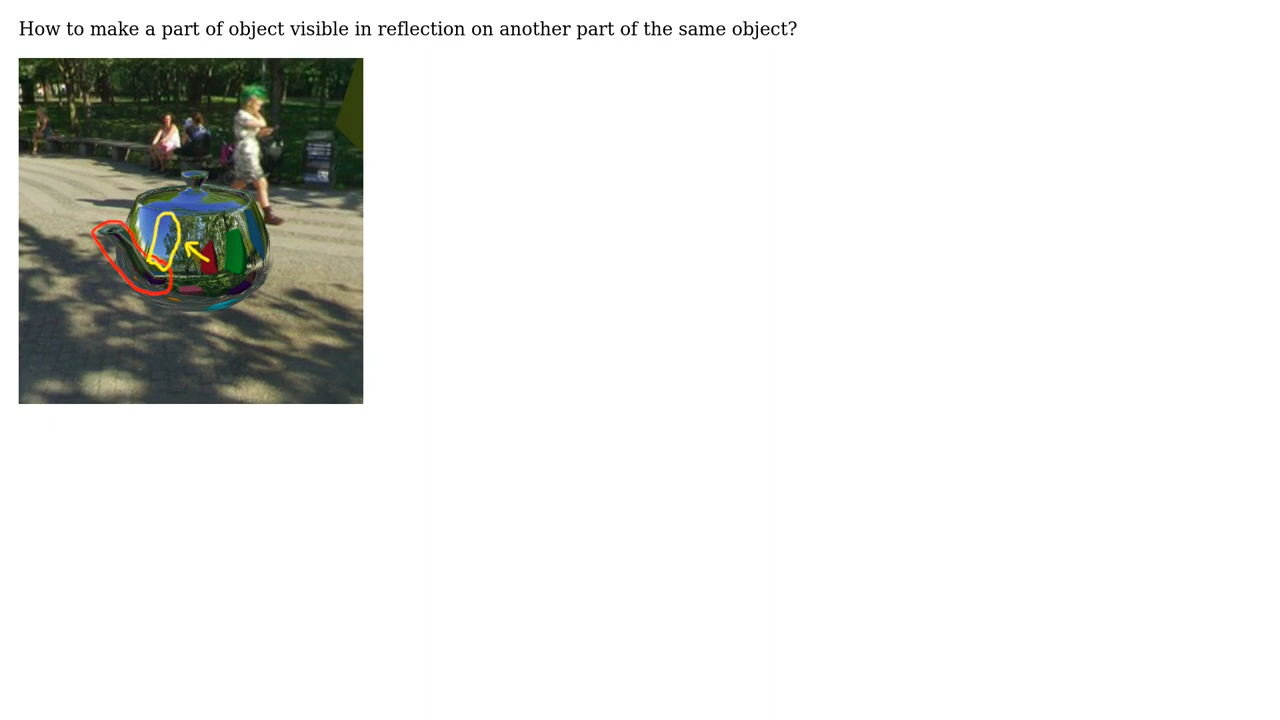 How to make a part of object visible in reflection on another part of the same object?